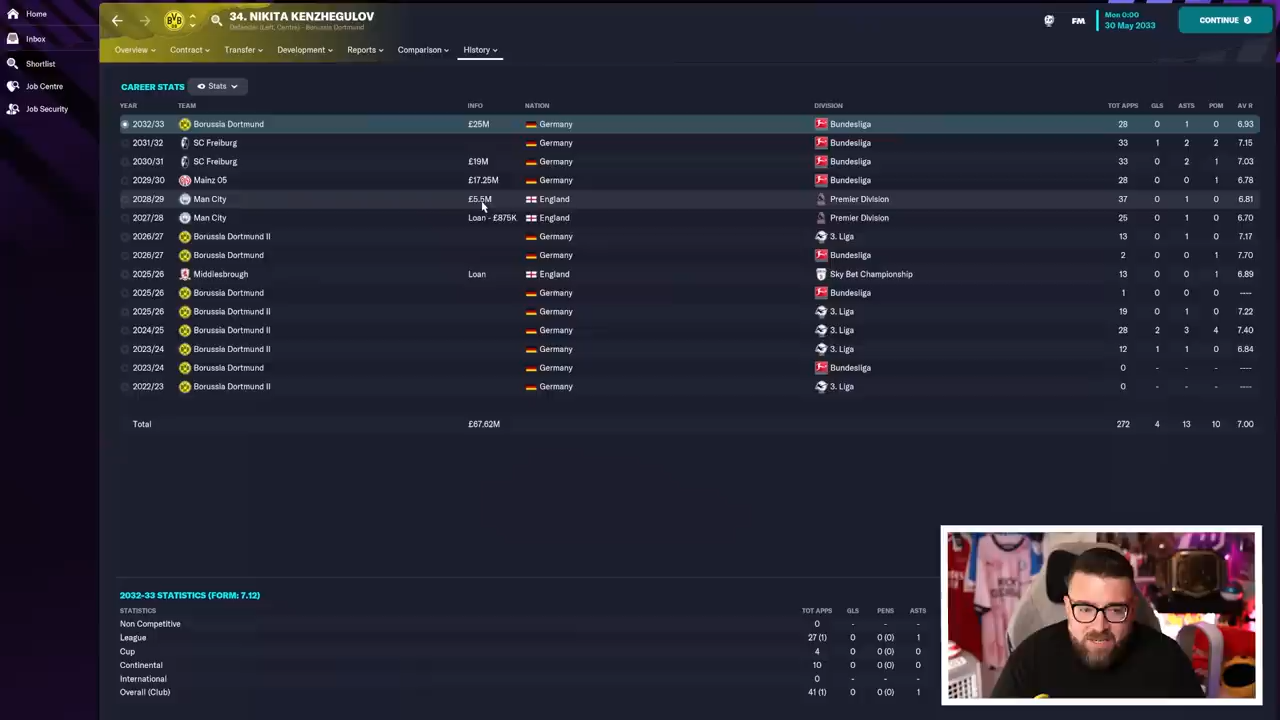 Home
Inbox
Shortlist
Job Centre
Job Security
34. NIKITA KENZHEGULOV
Defender (Left, Centre) - Borussia Dortmund
FM
Mon 0:00
30 May 2033
CONTINUE
Overview
Contract
Transfer
Development
Reports
Comparison
History
CAREER STATS
Stats
YEAR TEAM INFO NATION DIVISION TOT APPS GLS ASTS POM AV R
2032/33 Borussia Dortmund £25M Germany Bundesliga 28 0 1 0 6.93
2031/32 SC Freiburg Germany Bundesliga 33 1 2 2 7.15
2030/31 SC Freiburg £19M Germany Bundesliga 33 0 2 1 7.03
2029/30 Mainz 05 £17.25M Germany Bundesliga 28 0 0 1 6.78
2028/29 Man City £5.5M England Premier Division 37 0 1 0 6.81
2027/28 Man City Loan - £875K England Premier Division 25 0 1 0 6.70
2026/27 Borussia Dortmund II Germany 3. Liga 13 0 1 0 7.17
2026/27 Borussia Dortmund Germany Bundesliga 2 0 0 1 7.70
2025/26 Middlesbrough Loan England Sky Bet Championship 13 0 0 1 6.89
2025/26 Borussia Dortmund Germany Bundesliga 1 0 0 0 ----
2025/26 Borussia Dortmund II Germany 3. Liga 19 0 1 0 7.22
2024/25 Borussia Dortmund II Germany 3. Liga 28 2 3 4 7.40
2023/24 Borussia Dortmund II Germany 3. Liga 12 1 1 0 6.84
2023/24 Borussia Dortmund Germany Bundesliga 0 - - - ----
2022/23 Borussia Dortmund II Germany 3. Liga 0 - - - ----
Total £67.62M 272 4 13 10 7.00
2032-33 STATISTICS (FORM: 7.12)
STATISTICS TOT APPS GLS PENS ASTS
Non Competitive 0 - - -
League 27 (1) 0 0 (0) 1
Cup 4 0 0 (0) 0
Continental 10 0 0 (0) 0
International 0 - - -
Overall (Club) 41 (1) 0 0 (0) 1